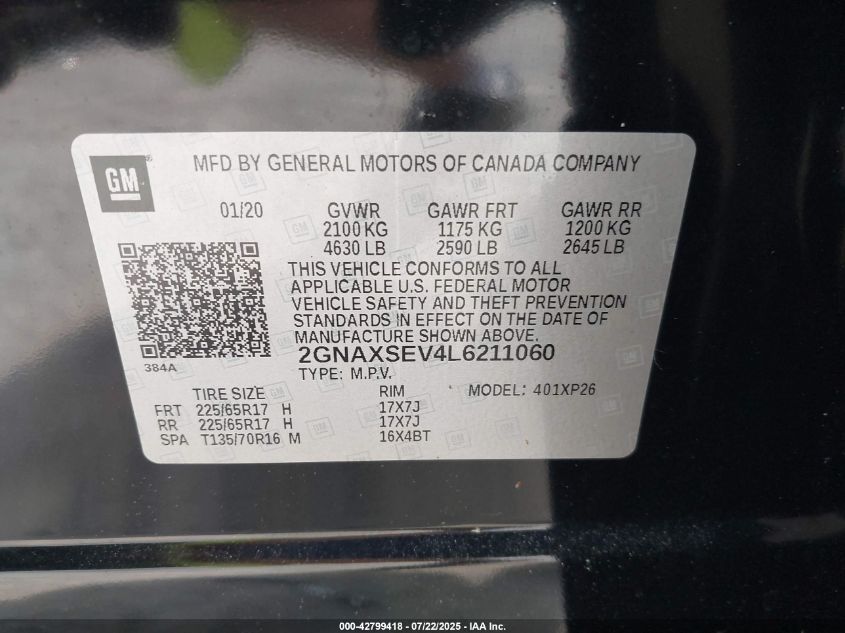 GM
MFD BY GENERAL MOTORS OF CANADA COMPANY
01/20 GVWR GAWR FRT GAWR RR
2100 KG 1175 KG 1200 KG
4630 LB 2590 LB 2645 LB
THIS VEHICLE CONFORMS TO ALL
APPLICABLE U.S. FEDERAL MOTOR
VEHICLE SAFETY AND THEFT PREVENTION
STANDARDS IN EFFECT ON THE DATE OF
MANUFACTURE SHOWN ABOVE.
384A
2GNAXSEV4L6211060
TYPE: M.P.V.
TIRE SIZE RIM MODEL: 401XP26
FRT 225/65R17 H 17X7J
RR 225/65R17 H 17X7J
SPA T135/70R16 M 16X4BT
000-42799418 - 07/22/2025 - IAA Inc.